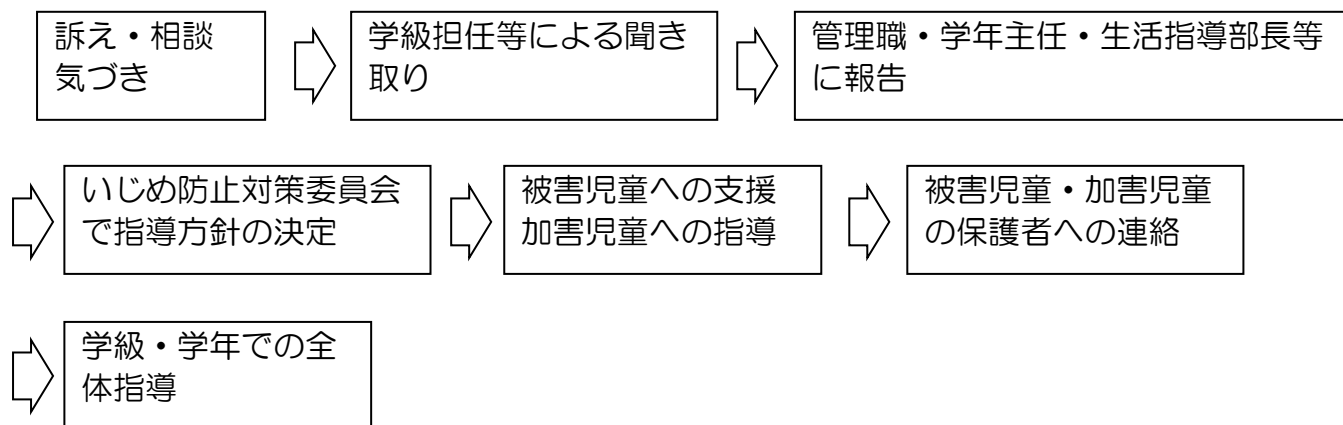 訴え・相談
気づき
学級担任等による聞き
取り
管理職・学年主任・生活指導部長等
に報告
いじめ防止対策委員会
で指導方針の決定
被害児童への支援
加害児童への指導
被害児童・加害児童
の保護者への連絡
学級・学年での全
体指導